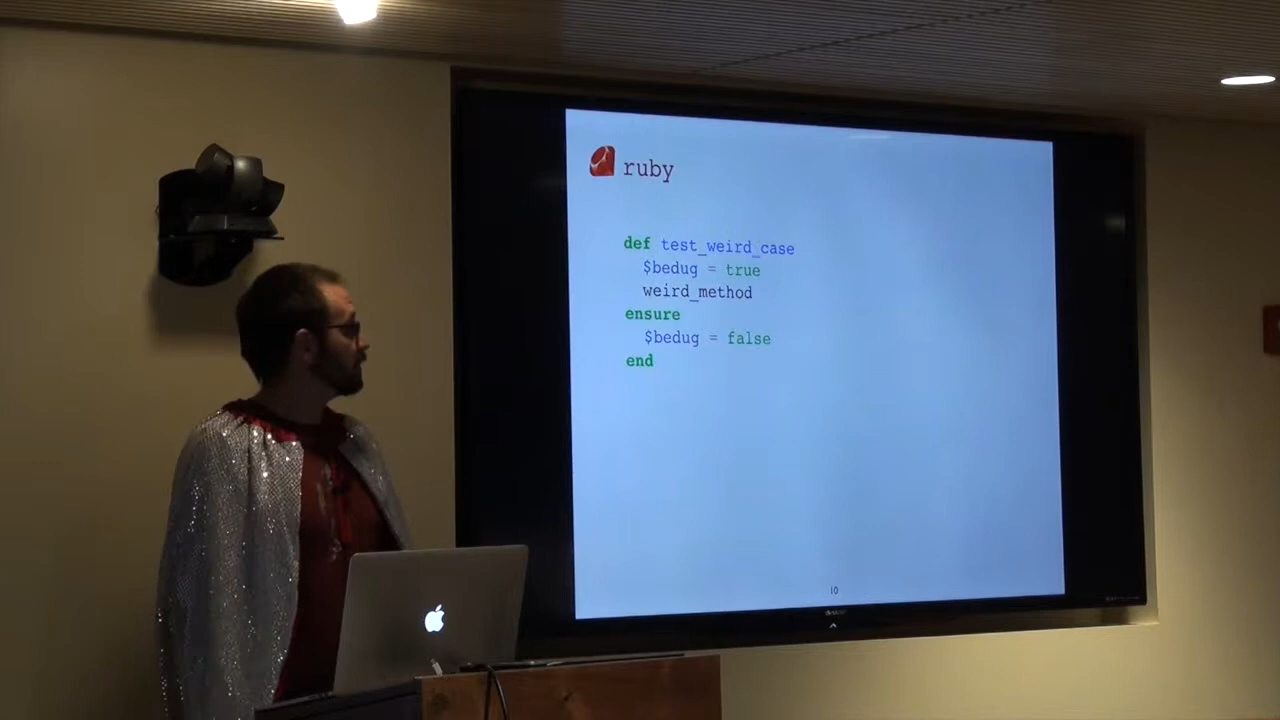 ruby
def test_weird_case
$bedug = true
weird_method
ensure
$bedug = false
end
10